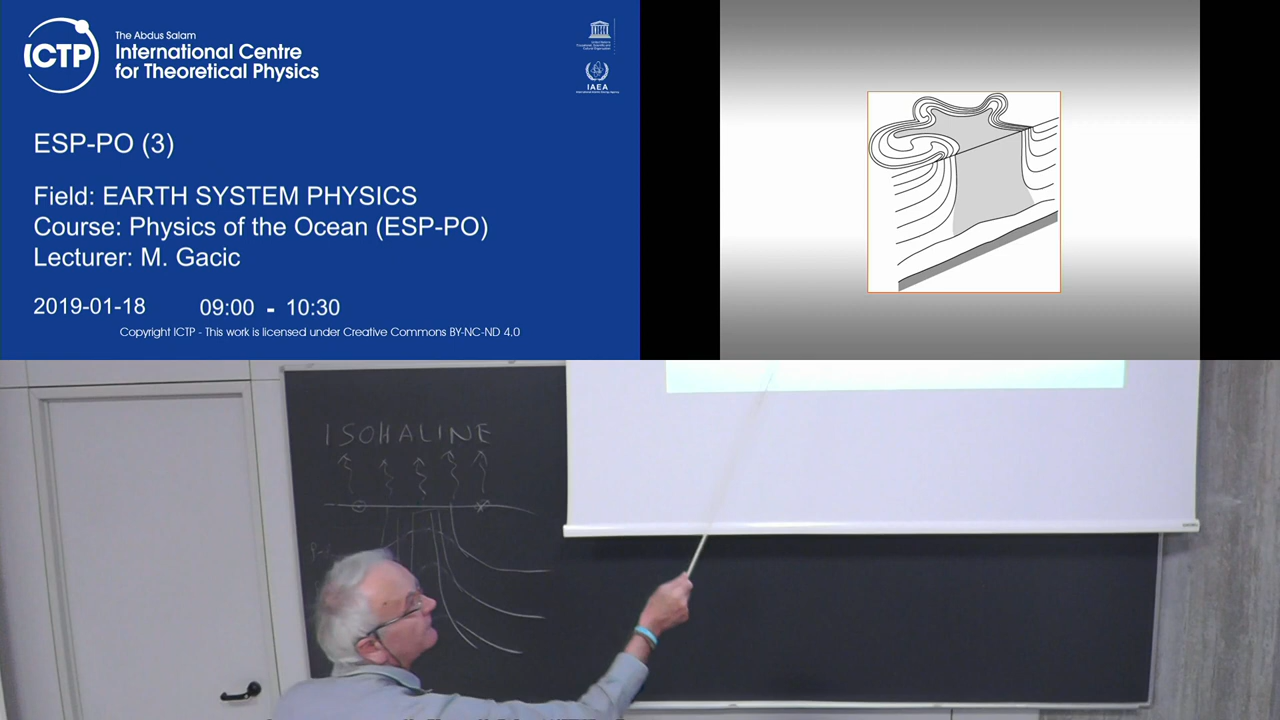 The Abdus Salam
International Centre
for Theoretical Physics
ICTP
IAEA
ESP-PO (3)
Field: EARTH SYSTEM PHYSICS
Course: Physics of the Ocean (ESP-PO)
Lecturer: M. Gacic
2019-01-18 09:00 - 10:30
Copyright ICTP - This work is licensed under Creative Commons BY-NC-ND 4.0
ISOHALINE